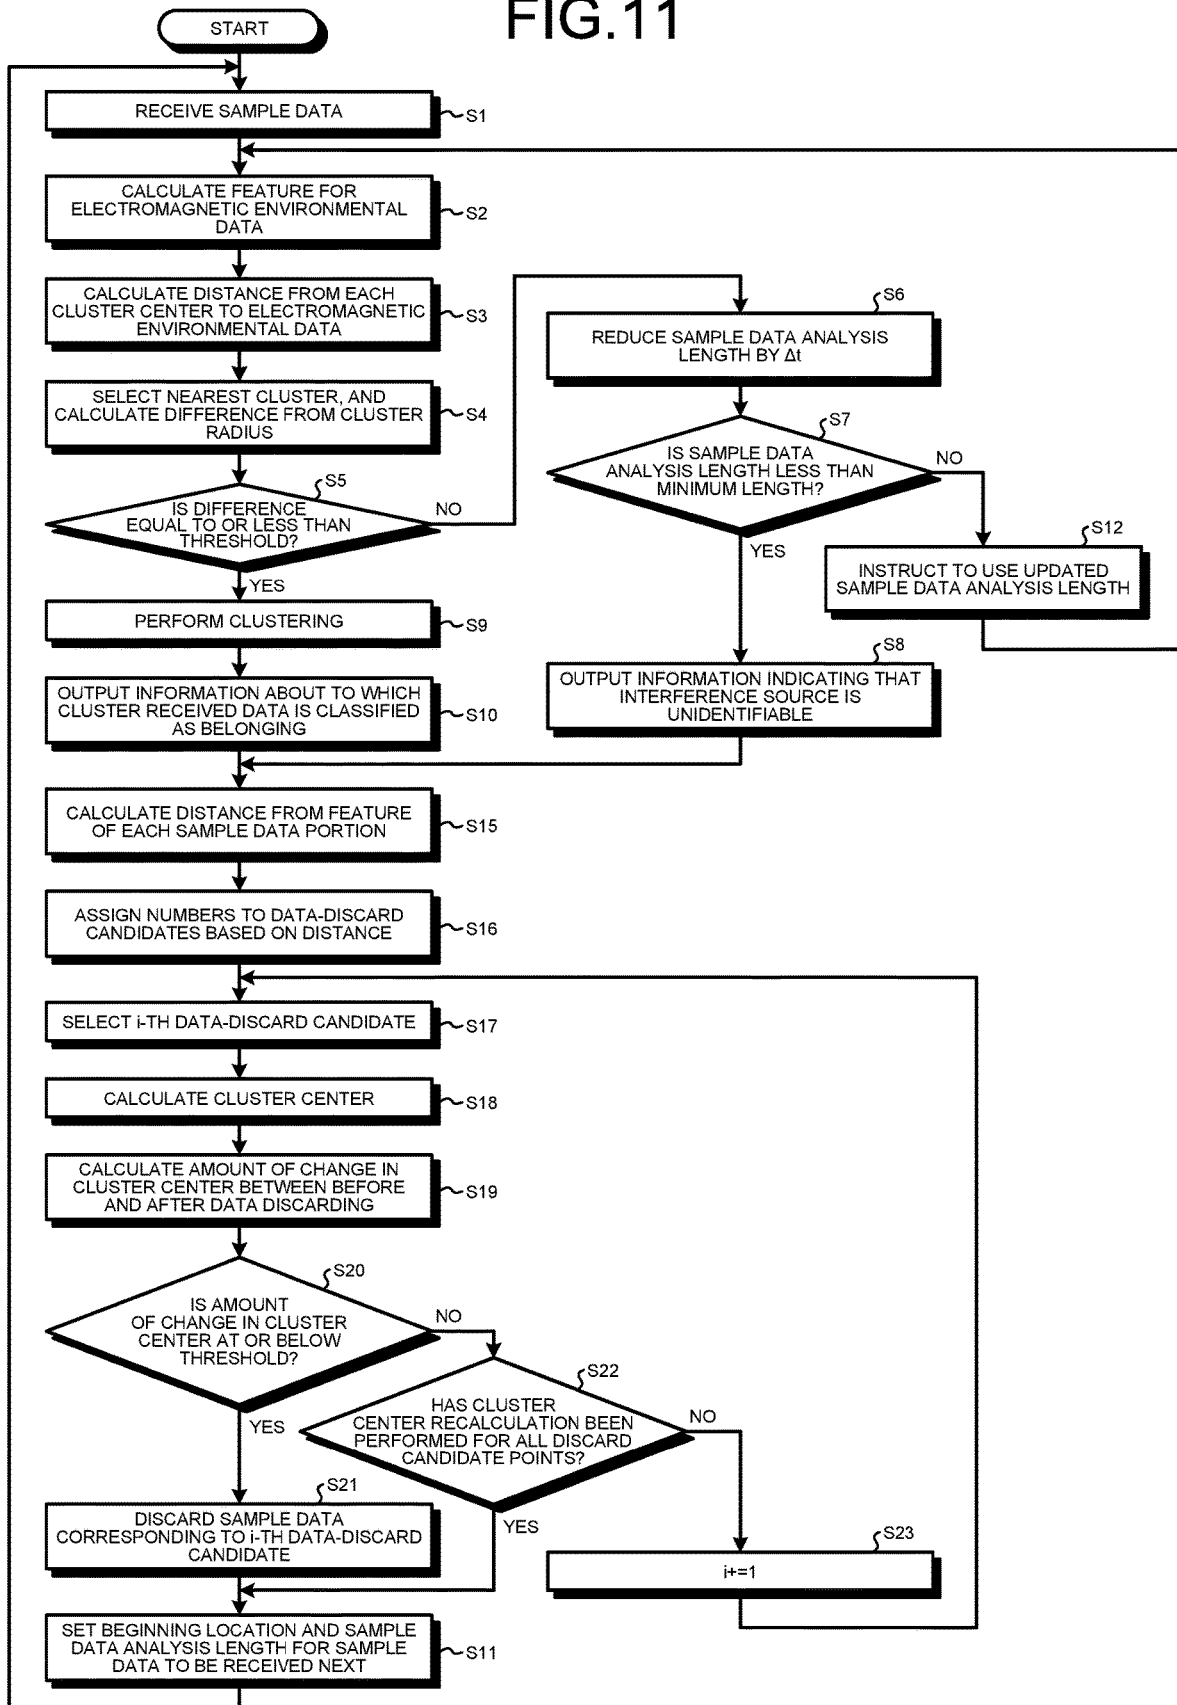 FIG.11
START
RECEIVE SAMPLE DATA
S1
CALCULATE FEATURE FOR
ELECTROMAGNETIC ENVIRONMENTAL
DATA
S2
CALCULATE DISTANCE FROM EACH
CLUSTER CENTER TO ELECTROMAGNETIC
ENVIRONMENTAL DATA
S3
SELECT NEAREST CLUSTER, AND
CALCULATE DIFFERENCE FROM CLUSTER
RADIUS
S4
S5
IS DIFFERENCE
EQUAL TO OR LESS THAN
THRESHOLD?
NO
YES
S6
REDUCE SAMPLE DATA ANALYSIS
LENGTH BY Δt
S7
IS SAMPLE DATA
ANALYSIS LENGTH LESS THAN
MINIMUM LENGTH?
NO
YES
S12
INSTRUCT TO USE UPDATED
SAMPLE DATA ANALYSIS LENGTH
S8
OUTPUT INFORMATION INDICATING THAT
INTERFERENCE SOURCE IS
UNIDENTIFIABLE
PERFORM CLUSTERING
S9
OUTPUT INFORMATION ABOUT TO WHICH
CLUSTER RECEIVED DATA IS CLASSIFIED
AS BELONGING
S10
CALCULATE DISTANCE FROM FEATURE
OF EACH SAMPLE DATA PORTION
S15
ASSIGN NUMBERS TO DATA-DISCARD
CANDIDATES BASED ON DISTANCE
S16
SELECT i-TH DATA-DISCARD CANDIDATE
S17
CALCULATE CLUSTER CENTER
S18
CALCULATE AMOUNT OF CHANGE IN
CLUSTER CENTER BETWEEN BEFORE
AND AFTER DATA DISCARDING
S19
S20
IS AMOUNT
OF CHANGE IN CLUSTER
CENTER AT OR BELOW
THRESHOLD?
NO
YES
S22
HAS CLUSTER
CENTER RECALCULATION BEEN
PERFORMED FOR ALL DISCARD
CANDIDATE POINTS?
NO
YES
S21
DISCARD SAMPLE DATA
CORRESPONDING TO i-TH DATA-DISCARD
CANDIDATE
S23
i+=1
SET BEGINNING LOCATION AND SAMPLE
DATA ANALYSIS LENGTH FOR SAMPLE
DATA TO BE RECEIVED NEXT
S11